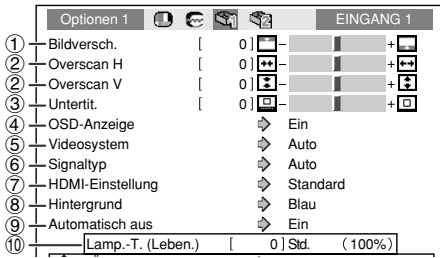 Optionen 1 EINGANG 1
① Bildversch. [ 0 ] – +
② Overscan H [ 0 ] – +
② Overscan V [ 0 ] – +
③ Untertit. [ 0 ] – +
④ OSD-Anzeige Ein
⑤ Videosystem Auto
⑥ Signaltyp Auto
⑦ HDMI-Einstellung Standard
⑧ Hintergrund Blau
⑨ Automatisch aus Ein
⑩ Lamp.-T. (Leben.) [ 0 ] Std. (100%)